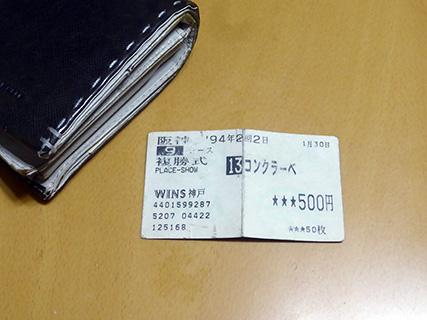 阪神 '94年2回2日 1月30日
9 レース
複勝式 13 コンクラーベ
PLACE-SHOW
WINS神戸 ★★★500円
4401599287
5207 04422
125168 ★★★50枚